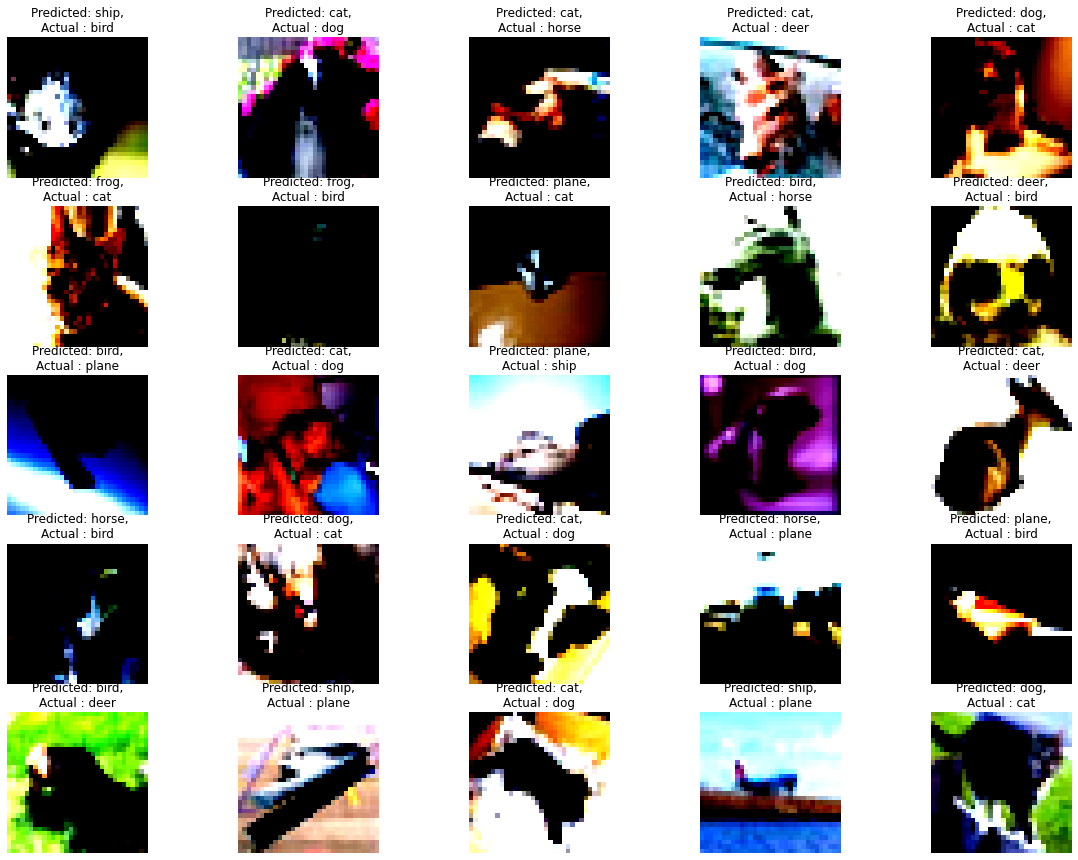 Predicted: ship,
Actual : bird
Predicted: cat,
Actual : dog
Predicted: cat,
Actual : horse
Predicted: cat,
Actual : deer
Predicted: dog,
Actual : cat
Predicted: frog,
Actual : cat
Predicted: frog,
Actual : bird
Predicted: plane,
Actual : cat
Predicted: bird,
Actual : horse
Predicted: deer,
Actual : bird
Predicted: bird,
Actual : plane
Predicted: cat,
Actual : dog
Predicted: plane,
Actual : ship
Predicted: bird,
Actual : dog
Predicted: cat,
Actual : deer
Predicted: horse,
Actual : bird
Predicted: dog,
Actual : cat
Predicted: cat,
Actual : dog
Predicted: horse,
Actual : plane
Predicted: plane,
Actual : bird
Predicted: bird,
Actual : deer
Predicted: ship,
Actual : plane
Predicted: cat,
Actual : dog
Predicted: ship,
Actual : plane
Predicted: dog,
Actual : cat